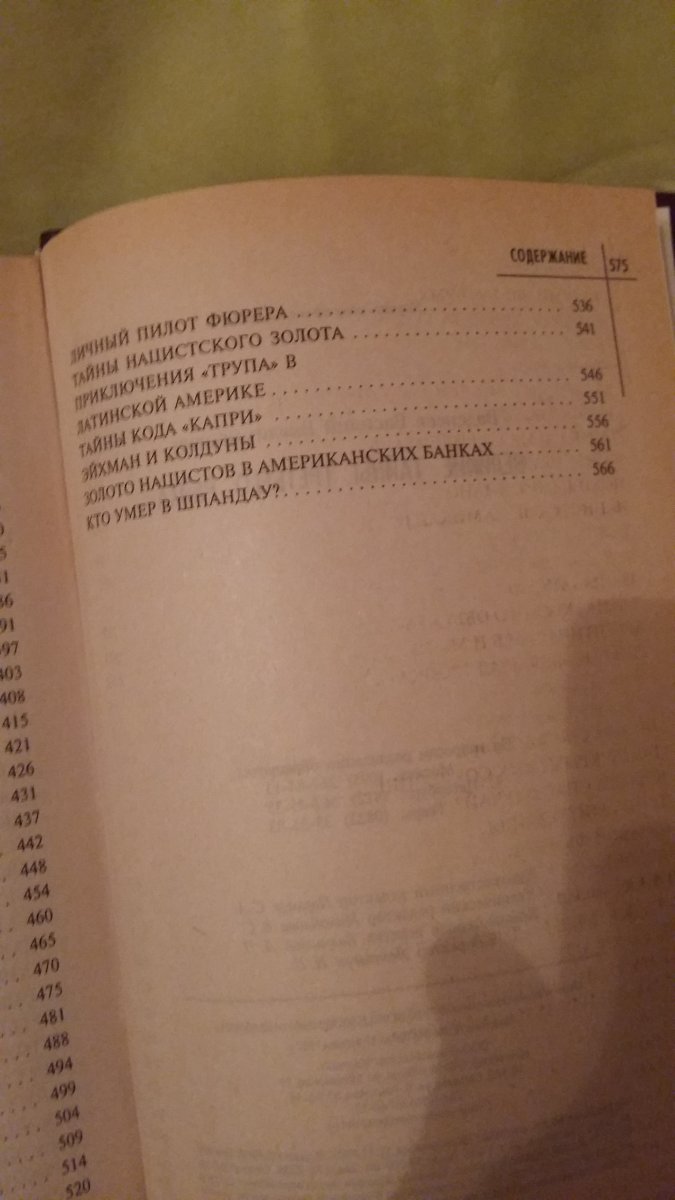 СОДЕРЖАНИЕ 575
ЛИЧНЫЙ ПИЛОТ ФЮРЕРА . . . . . . . . . . . . . . . . . . . . . . . . 536
ТАЙНЫ НАЦИСТСКОГО ЗОЛОТА . . . . . . . . . . . . . . . . . . . 541
ПРИКЛЮЧЕНИЯ «ТРУПА» В
ЛАТИНСКОЙ АМЕРИКЕ . . . . . . . . . . . . . . . . . . . . . . . . . . 546
ТАЙНЫ КОДА «КАПРИ» . . . . . . . . . . . . . . . . . . . . . . . . . . 551
ЭЙХМАН И КОЛДУНЫ . . . . . . . . . . . . . . . . . . . . . . . . . . . 556
ЗОЛОТО НАЦИСТОВ В АМЕРИКАНСКИХ БАНКАХ . . . . . . . . 561
КТО УМЕР В ШПАНДАУ? . . . . . . . . . . . . . . . . . . . . . . . . . 566
403
408
415
421
426
431
437
442
448
454
460
465
470
475
481
488
494
499
504
509
514
520